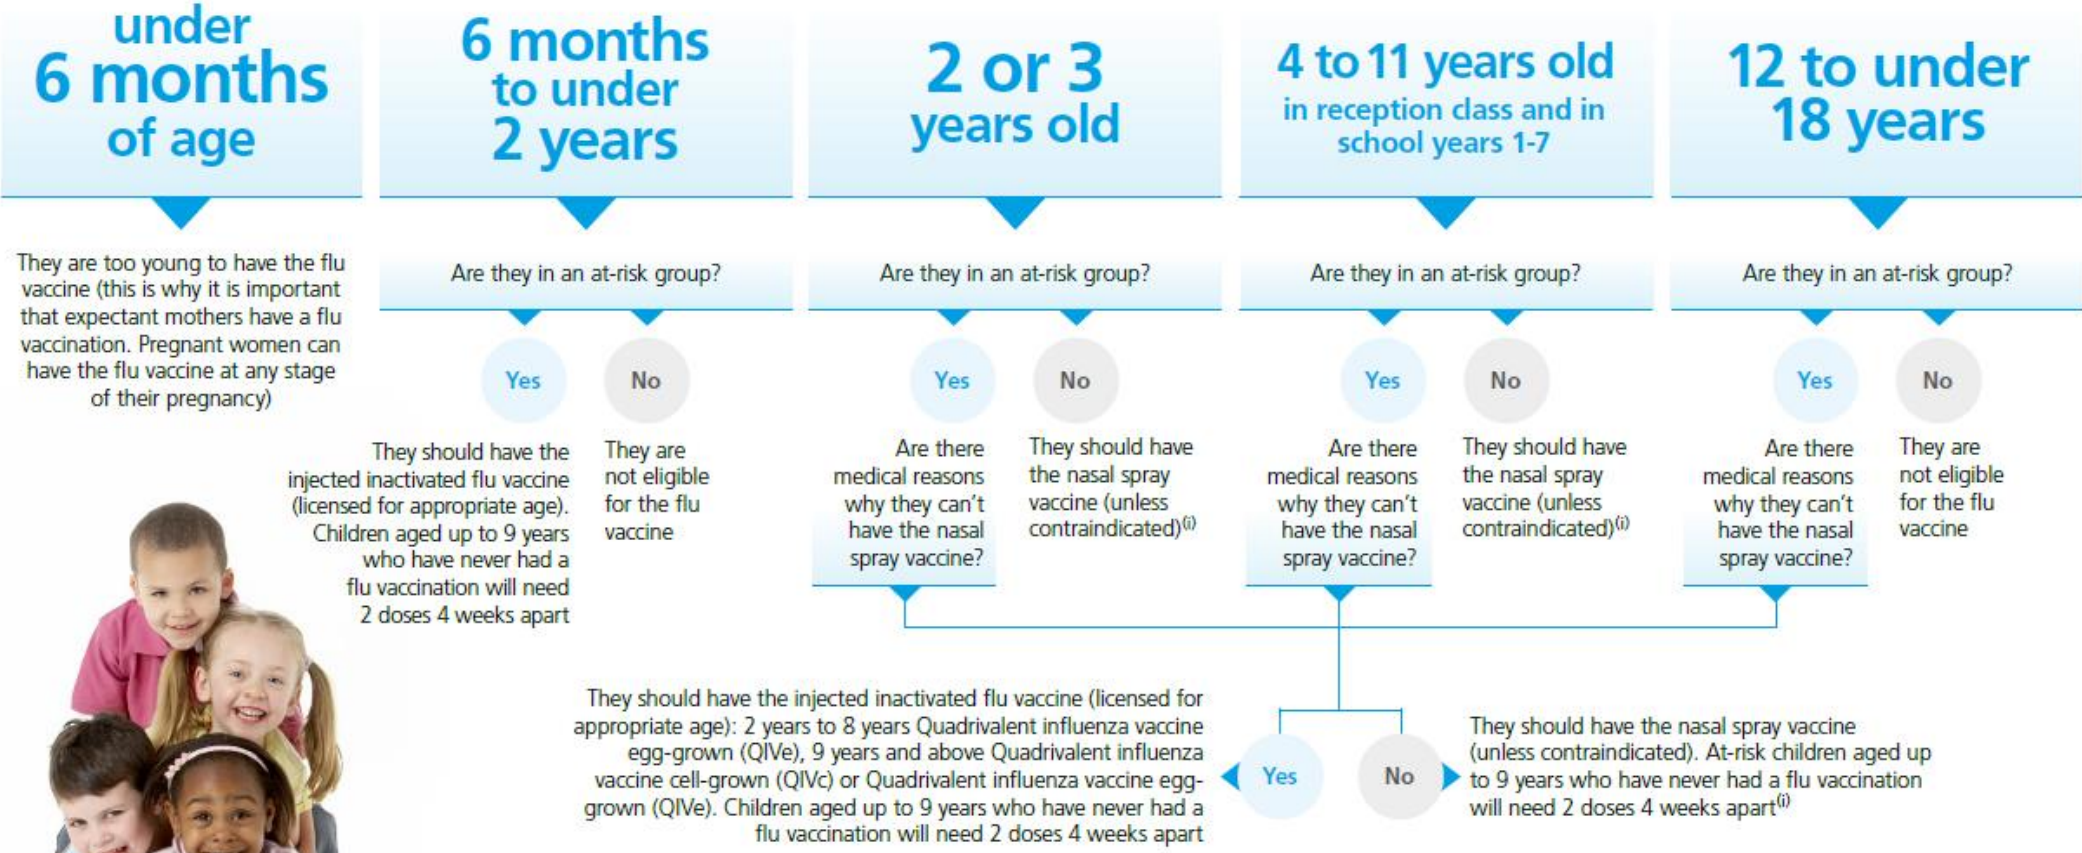 under
6 months
of age
They are too young to have the flu
vaccine (this is why it is important
that expectant mothers have a flu
vaccination. Pregnant women can
have the flu vaccine at any stage
of their pregnancy)
6 months
to under
2 years
Are they in an at-risk group?
Yes
They should have the
injected inactivated flu vaccine
(licensed for appropriate age).
Children aged up to 9 years
who have never had a
flu vaccination will need
2 doses 4 weeks apart
No
They are
not eligible
for the flu
vaccine
2 or 3
years old
Are they in an at-risk group?
Yes
Are there
medical reasons
why they can't
have the nasal
spray vaccine?
No
They should have
the nasal spray
vaccine (unless
contraindicated)(i)
4 to 11 years old
in reception class and in
school years 1-7
Are they in an at-risk group?
Yes
Are there
medical reasons
why they can't
have the nasal
spray vaccine?
No
They should have
the nasal spray
vaccine (unless
contraindicated)(i)
12 to under
18 years
Are they in an at-risk group?
Yes
Are there
medical reasons
why they can't
have the nasal
spray vaccine?
No
They are
not eligible
for the flu
vaccine
Yes
They should have the injected inactivated flu vaccine (licensed for
appropriate age): 2 years to 8 years Quadrivalent influenza vaccine
egg-grown (QIVe), 9 years and above Quadrivalent influenza
vaccine cell-grown (QIVc) or Quadrivalent influenza vaccine egg-
grown (QIVe). Children aged up to 9 years who have never had a
flu vaccination will need 2 doses 4 weeks apart
No
They should have the nasal spray vaccine
(unless contraindicated). At-risk children aged up
to 9 years who have never had a flu vaccination
will need 2 doses 4 weeks apart(i)